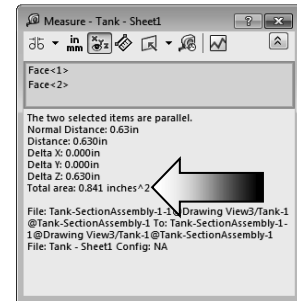 Measure - Tank - Sheet1
in
mm
Face<1>
Face<2>
The two selected items are parallel.
Normal Distance: 0.63in
Distance: 0.630in
Delta X: 0.000in
Delta Y: 0.000in
Delta Z: 0.630in
Total area: 0.841 inches^2
File: Tank-SectionAssembly-1-1@Drawing View3/Tank-1
@Tank-SectionAssembly-1 To: Tank-SectionAssembly-1-
1@Drawing View3/Tank-1@Tank-SectionAssembly-1
File: Tank - Sheet1 Config: NA